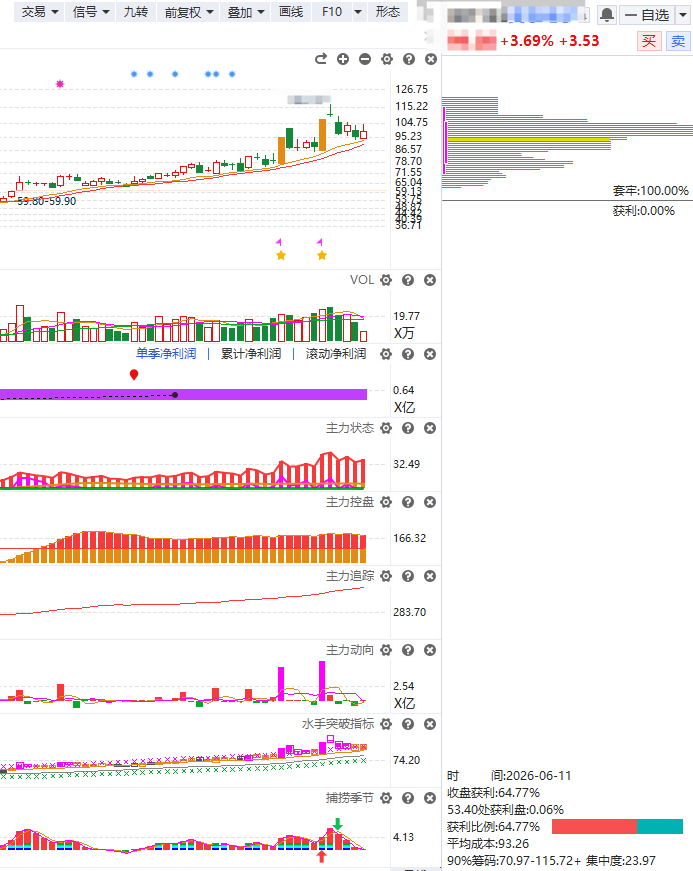 交易 信号 九转 前复权 叠加 画线 F10 形态
自选
+3.69% +3.53 买 卖
126.75
115.22
104.75
95.23
86.57
78.70
71.55
65.04
59.13
53.75
48.87
44.42
40.39
36.71
59.80-59.90
套牢:100.00%
获利:0.00%
VOL
19.77
X万
单季净利润 | 累计净利润 | 滚动净利润
0.64
X亿
主力状态
32.49
主力控盘
166.32
主力追踪
283.70
主力动向
2.54
X亿
水手突破指标
74.20
捕捞季节
4.13
时 间:2026-06-11
收盘获利:64.77%
53.40处获利盘:0.06%
获利比例:64.77%
平均成本:93.26
90%筹码:70.97-115.72+ 集中度:23.97